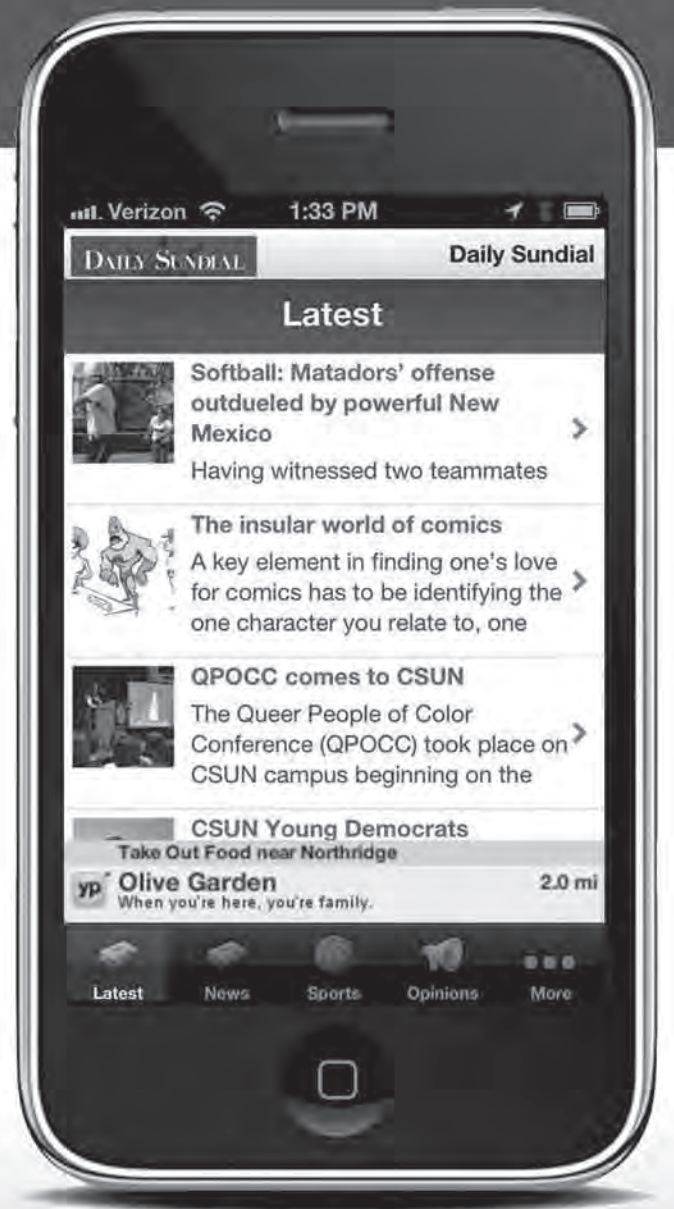 Verizon 1:33 PM
DAILY SUNDIAL Daily Sundial
Latest
Softball: Matadors' offense
outdueled by powerful New
Mexico
Having witnessed two teammates
The insular world of comics
A key element in finding one's love
for comics has to be identifying the
one character you relate to, one
QPOCC comes to CSUN
The Queer People of Color
Conference (QPOCC) took place on
CSUN campus beginning on the
CSUN Young Democrats
Take Out Food near Northridge
yp Olive Garden 2.0 mi
When you're here, you're family.
Latest News Sports Opinions More